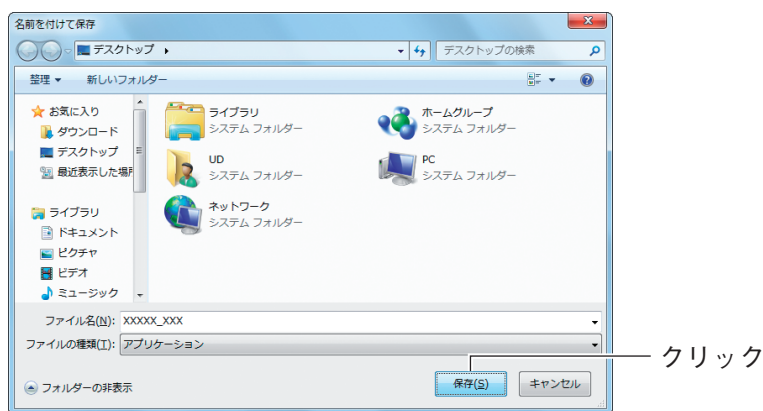 名前を付けて保存
デスクトップ
デスクトップの検索
整理 新しいフォルダー
お気に入り
ダウンロード
デスクトップ
最近表示した場所
ライブラリ
ドキュメント
ピクチャ
ビデオ
ミュージック
ライブラリ
システム フォルダー
ホームグループ
システム フォルダー
UD
システム フォルダー
PC
システム フォルダー
ネットワーク
システム フォルダー
ファイル名(N): XXXXX_XXX
ファイルの種類(T): アプリケーション
フォルダーの非表示
保存(S)
キャンセル
クリック